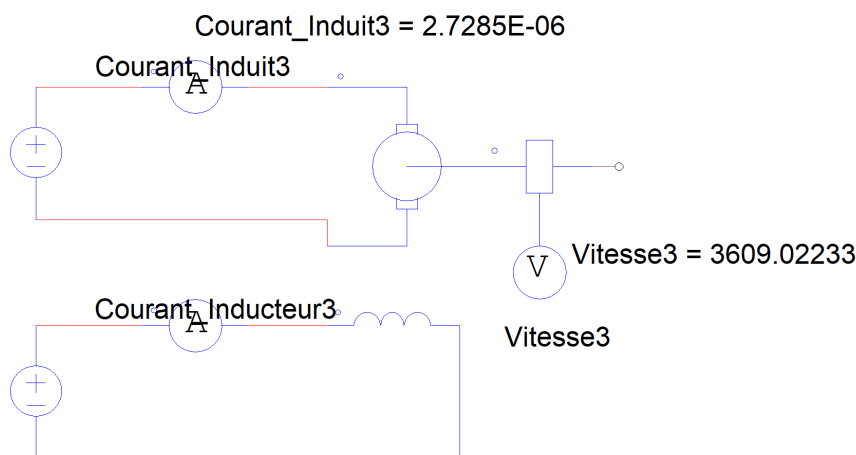 Courant_Induit3 = 2.7285E-06
Courant_Induit3
A
V
Vitesse3 = 3609.02233
Courant_Inducteur3
A
Vitesse3